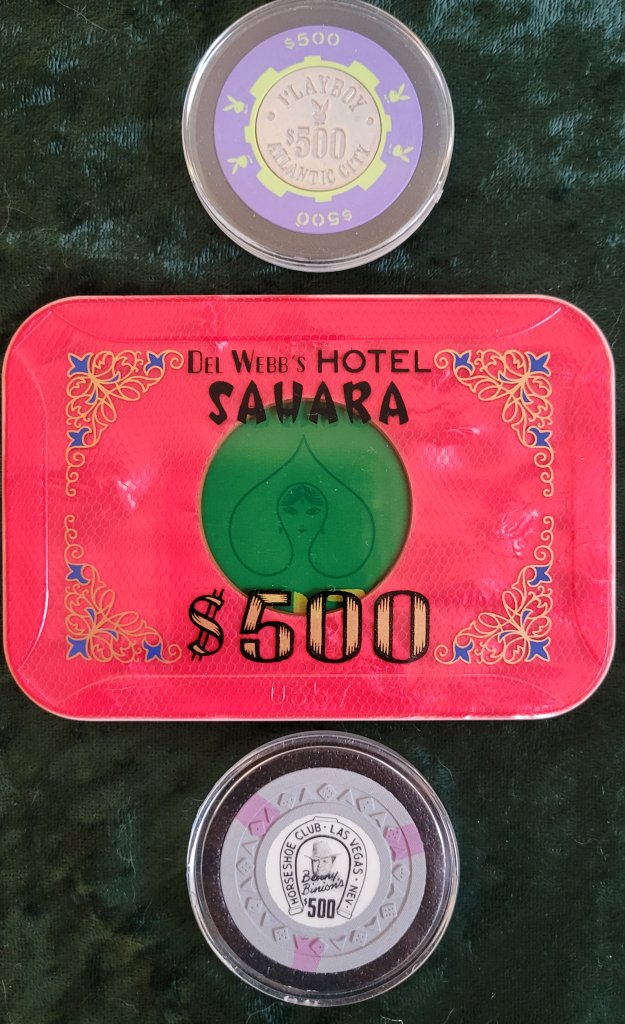 $500
PLAYBOY
$500
ATLANTIC CITY
$500
DEL WEBB'S HOTEL
SAHARA
$500
HORSESHOE CLUB · LAS VEGAS · NEV·
Benny
Binion's
$500